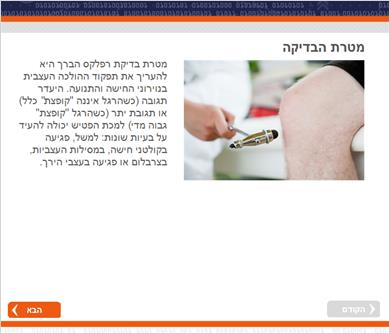 מטרת הבדיקה
מטרת בדיקת רפלקס הברך היא
להעריך את תפקוד ההולכה העצבית
בנוירוני החישה והתנועה. היעדר
תגובה (כשהרגל איננה "קופצת" כלל)
או תגובת יתר (כשהרגל "קופצת"
גבוה מדי) למכת הפטיש יכולה להעיד
על בעיות שונות: למשל, פגיעה
בקולטני חישה, במסילות העצביות,
בצרבלום או פגיעה בעצבי הירך.
הקודם
הבא